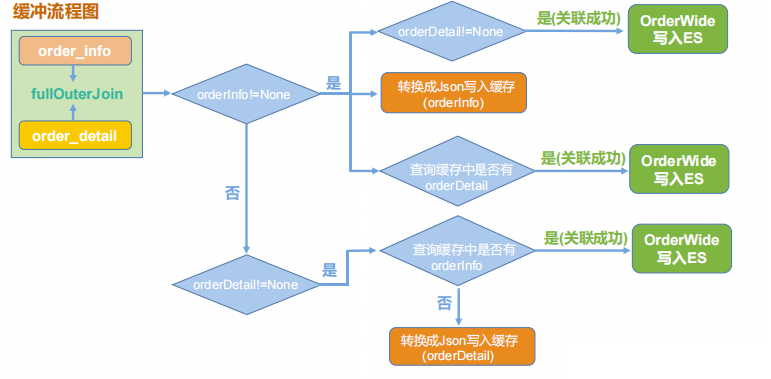 缓冲流程图
order_info
fullOuterJoin
order_detail
orderInfo!=None
是
否
orderDetail!=None
是(关联成功)
OrderWide
写入ES
转换成Json写入缓存
(orderInfo)
查询缓存中是否有
orderDetail
是(关联成功)
OrderWide
写入ES
orderDetail!=None
是
查询缓存中是否有
orderInfo
是(关联成功)
OrderWide
写入ES
否
转换成Json写入缓存
(orderDetail)